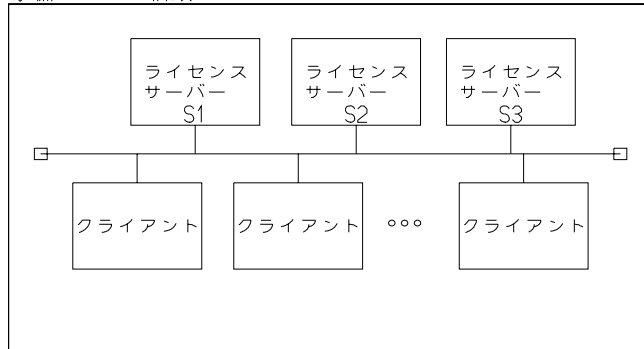 ライセンス
サーバー
S1
ライセンス
サーバー
S2
ライセンス
サーバー
S3
クライアント
クライアント
○○○
クライアント